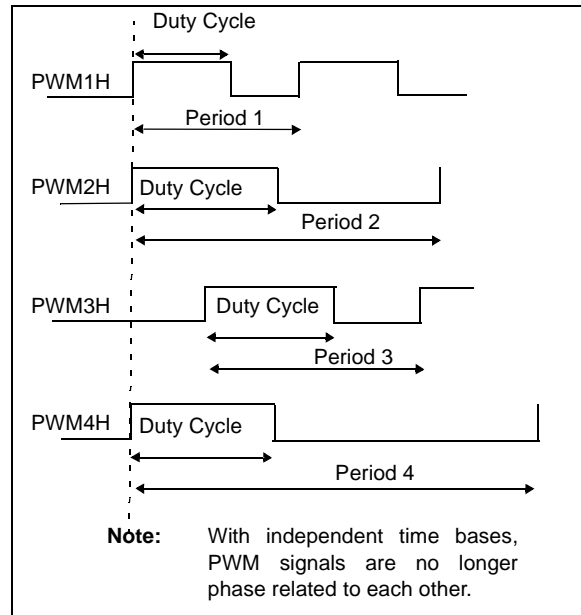 Duty Cycle
PWM1H
Period 1
PWM2H
Duty Cycle
Period 2
PWM3H
Duty Cycle
Period 3
PWM4H
Duty Cycle
Period 4
Note: With independent time bases,
PWM signals are no longer
phase related to each other.